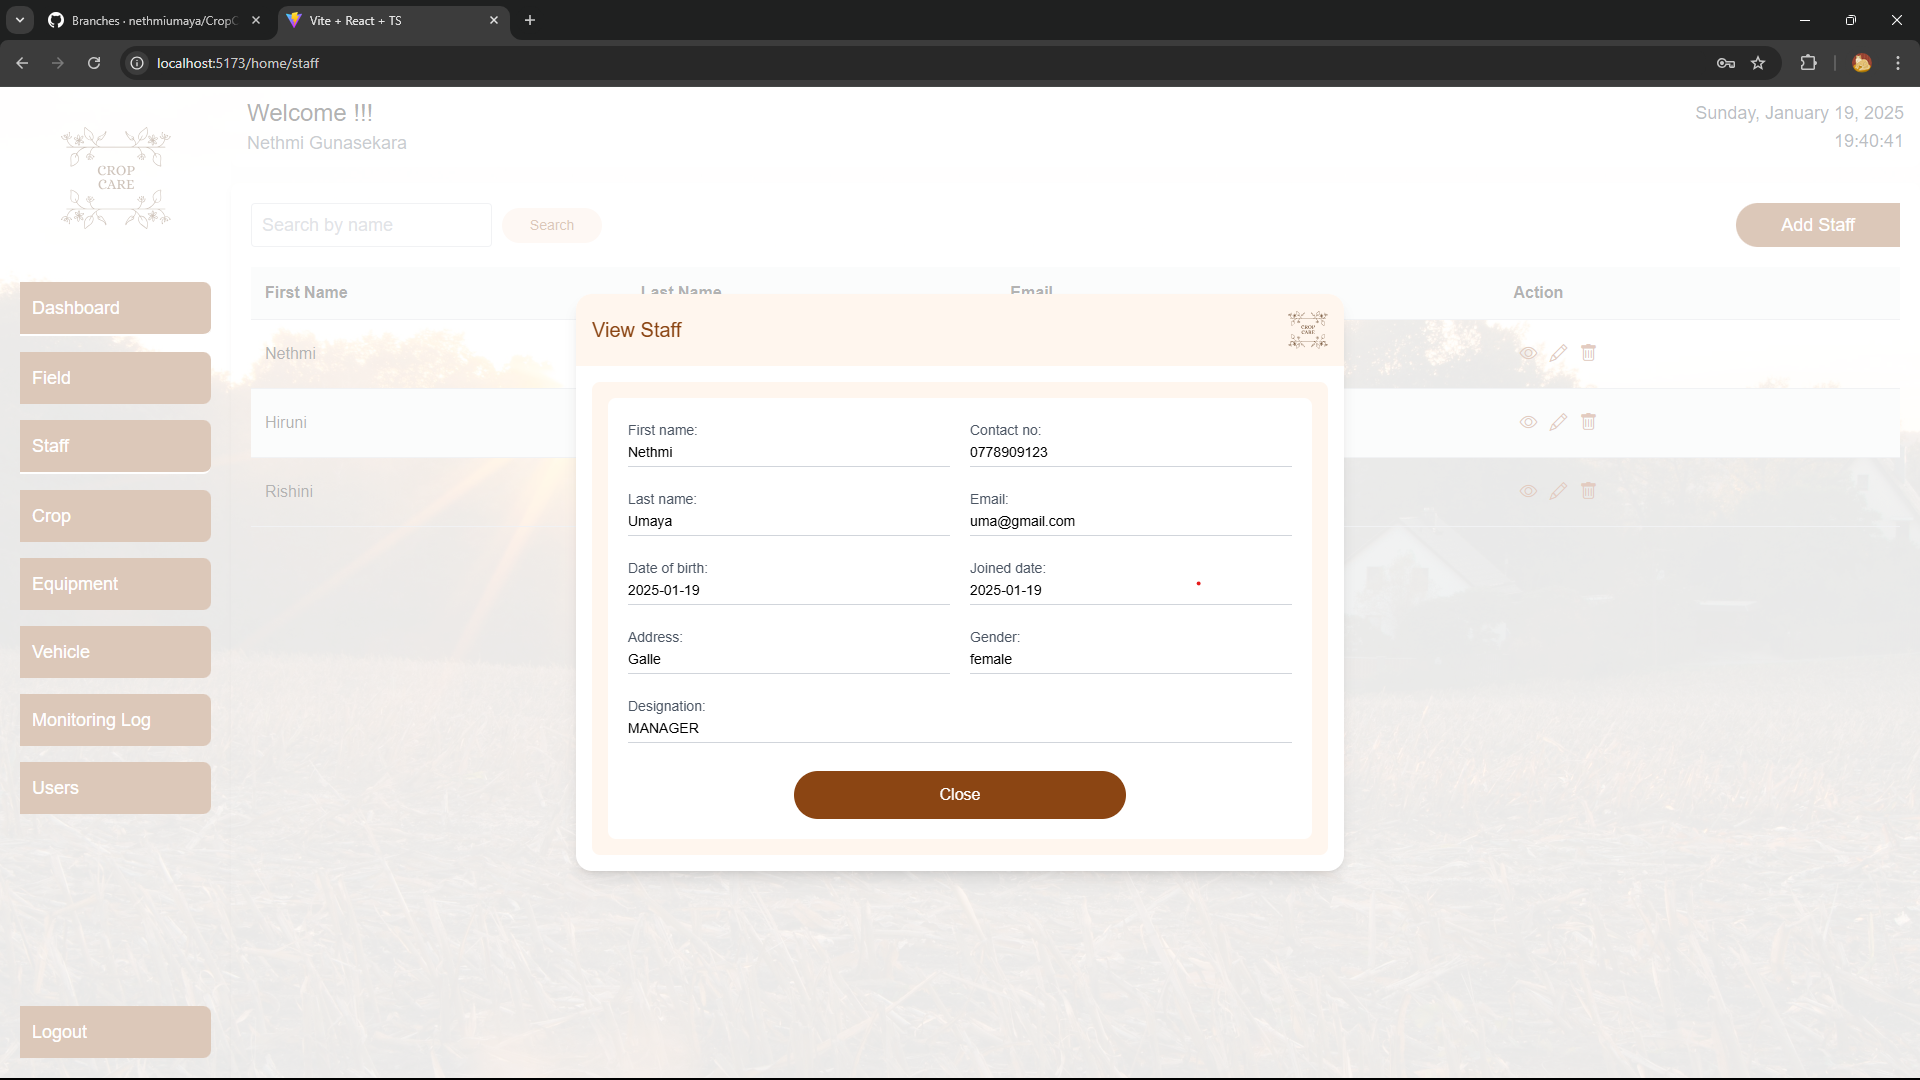 Branches · nethmiumaya/CropC
Vite + React + TS
localhost:5173/home/staff
CROP
CARE
Welcome !!!
Nethmi Gunasekara
Sunday, January 19, 2025
19:40:41
Search by name
Search
Add Staff
Dashboard
Field
Staff
Crop
Equipment
Vehicle
Monitoring Log
Users
Logout
First Name Last Name Email Action
Nethmi
Hiruni
Rishini
View Staff
CROP
CARE
First name:
Nethmi
Contact no:
0778909123
Last name:
Umaya
Email:
uma@gmail.com
Date of birth:
2025-01-19
Joined date:
2025-01-19
Address:
Galle
Gender:
female
Designation:
MANAGER
Close